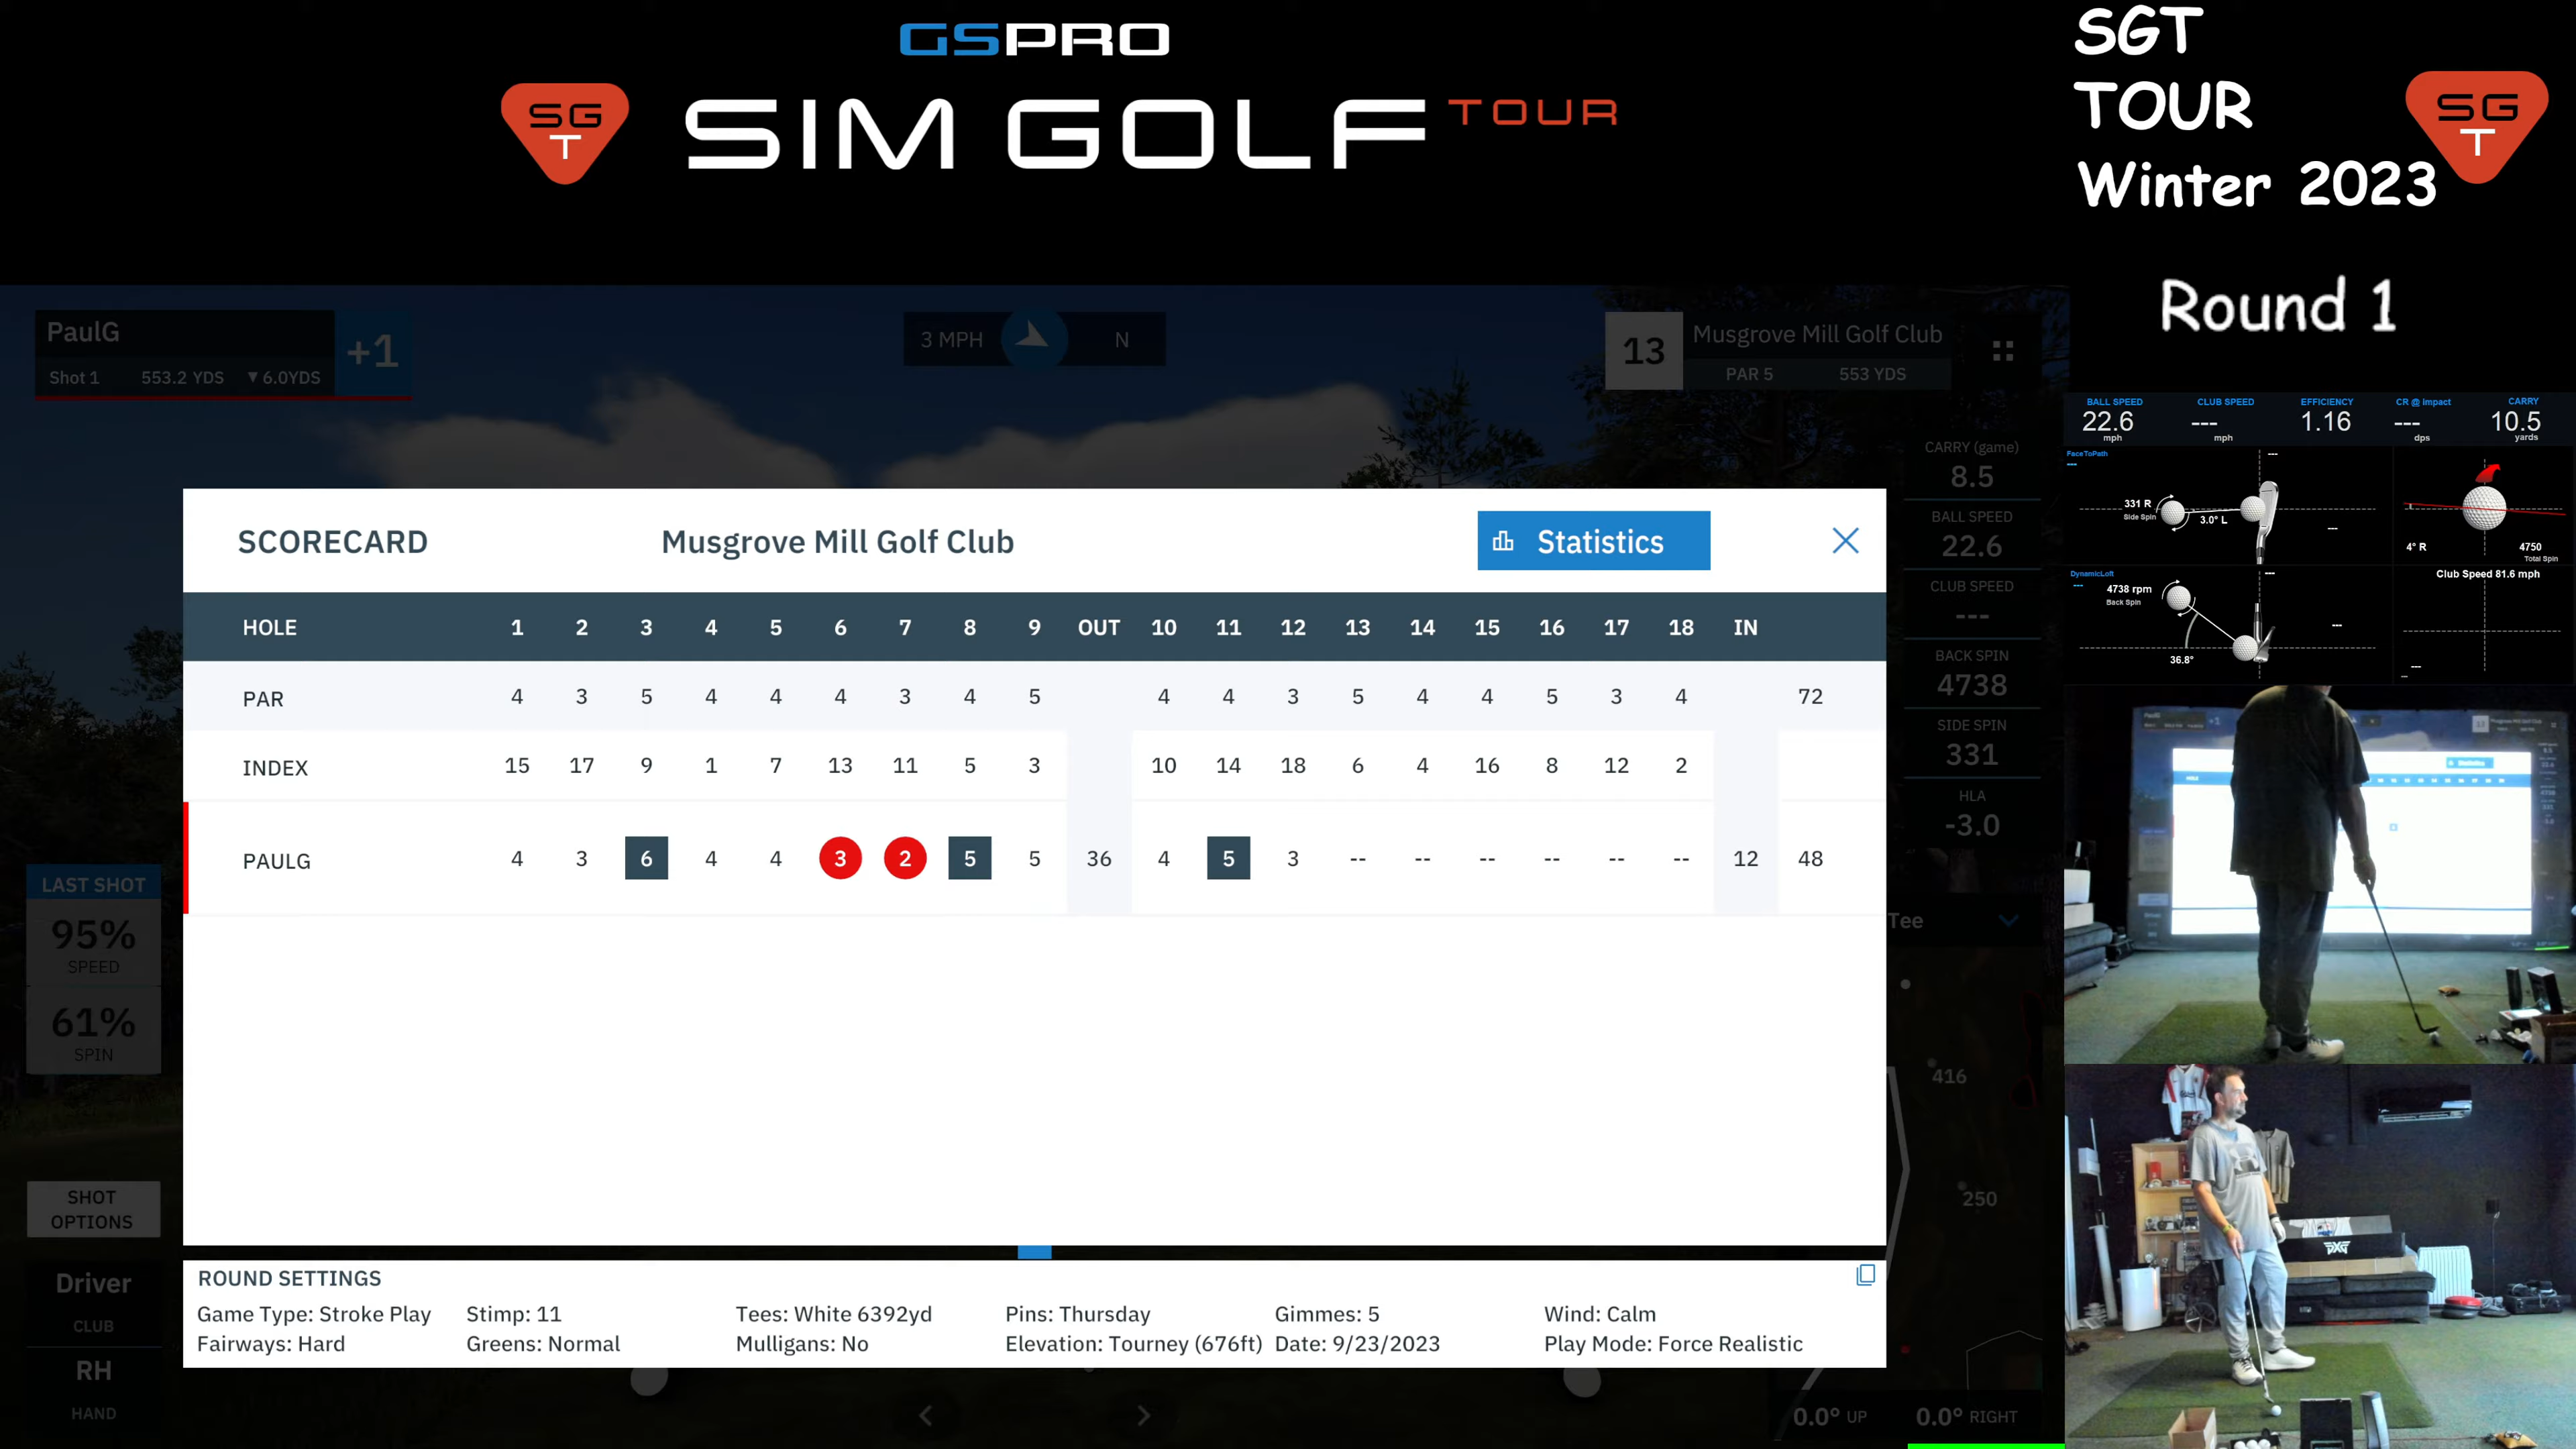 GSPRO
SG
T
SIM GOLF TOUR
SGT
TOUR
Winter 2023
SG
T
Round 1
PaulG
+1
Shot 1 553.2 YDS ▼6.0YDS
3 MPH N
13
Musgrove Mill Golf Club
PAR 5 553 YDS
BALL SPEED CLUB SPEED EFFICIENCY CR @ impact CARRY
22.6 --- 1.16 --- 10.5
mph mph dps yards
FaceToPath
---
---
331 R
Side Spin
3.0° L
---
4° R
4750
Total Spin
DynamicLoft
---
---
4738 rpm
Back Spin
---
36.8°
Club Speed 81.6 mph
---
CARRY (game)
8.5
BALL SPEED
22.6
CLUB SPEED
---
BACK SPIN
4738
SIDE SPIN
331
HLA
-3.0
SCORECARD Musgrove Mill Golf Club Statistics
HOLE 1 2 3 4 5 6 7 8 9 OUT 10 11 12 13 14 15 16 17 18 IN
PAR 4 3 5 4 4 4 3 4 5 4 4 3 5 4 4 5 3 4 72
INDEX 15 17 9 1 7 13 11 5 3 10 14 18 6 4 16 8 12 2
PAULG 4 3 6 4 4 3 2 5 5 36 4 5 3 -- -- -- -- -- -- 12 48
LAST SHOT
95%
SPEED
61%
SPIN
SHOT
OPTIONS
Driver
CLUB
RH
HAND
Tee
416
250
ROUND SETTINGS
Game Type: Stroke Play Stimp: 11 Tees: White 6392yd Pins: Thursday Gimmes: 5 Wind: Calm
Fairways: Hard Greens: Normal Mulligans: No Elevation: Tourney (676ft) Date: 9/23/2023 Play Mode: Force Realistic
0.0° UP 0.0° RIGHT
PXG